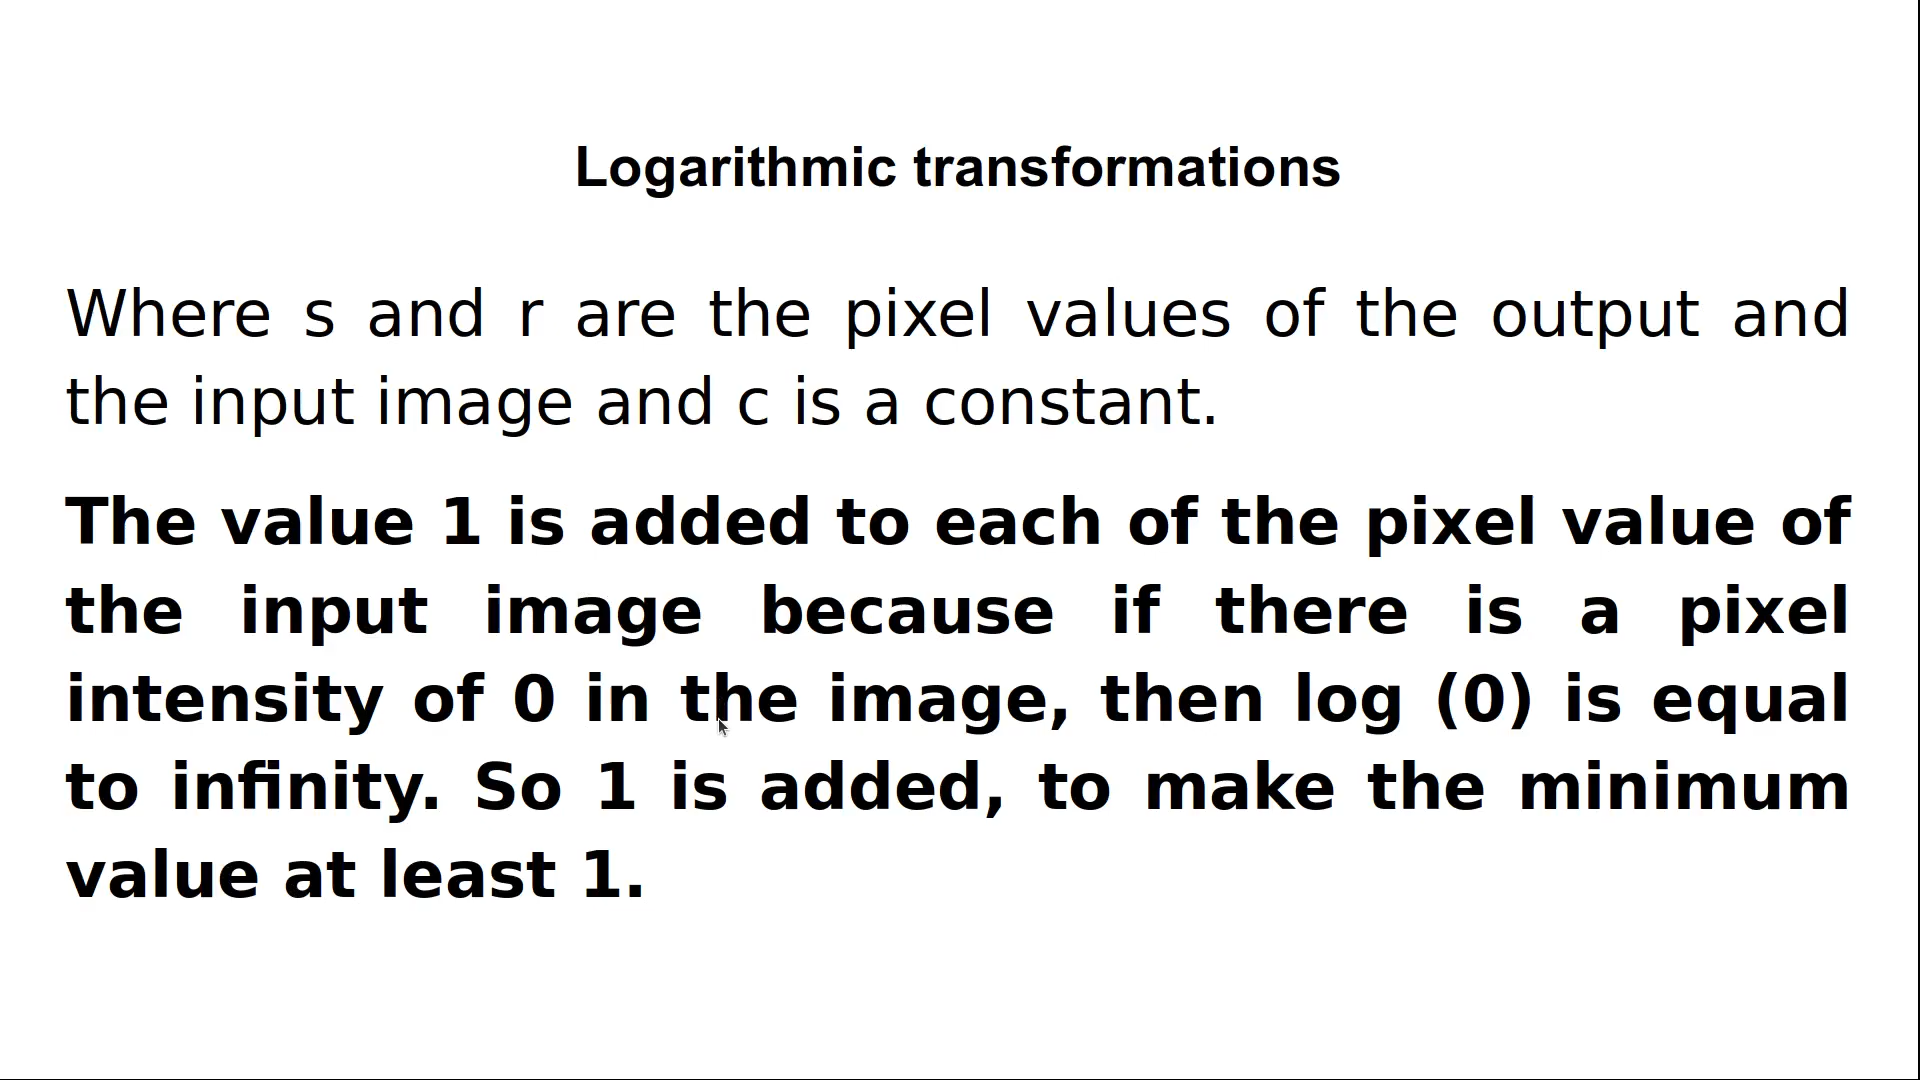 Logarithmic transformations
Where s and r are the pixel values of the output and
the input image and c is a constant.
The value 1 is added to each of the pixel value of
the input image because if there is a pixel
intensity of 0 in the image, then log (0) is equal
to infinity. So 1 is added, to make the minimum
value at least 1.